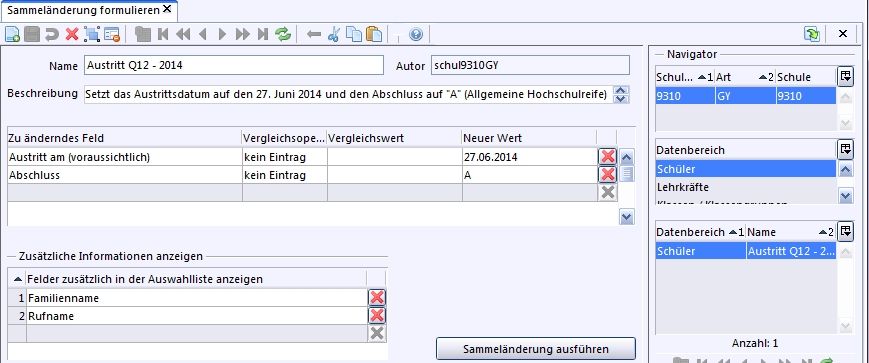 Sammeländerung formulieren
Name Austritt Q12 - 2014 Autor schul9310GY
Beschreibung Setzt das Austrittsdatum auf den 27. Juni 2014 und den Abschluss auf "A" (Allgemeine Hochschulreife)
Zu änderndes Feld Vergleichsope... Vergleichswert Neuer Wert
Austritt am (voraussichtlich) kein Eintrag 27.06.2014
Abschluss kein Eintrag A
Zusätzliche Informationen anzeigen
Felder zusätzlich in der Auswahlliste anzeigen
1 Familienname
2 Rufname
Sammeländerung ausführen
Navigator
Schul... 1 Art 2 Schule
9310 GY 9310
Datenbereich
Schüler
Lehrkräfte
Klassen / Klassengruppen
Datenbereich 1 Name 2
Schüler Austritt Q12 - 2...
Anzahl: 1